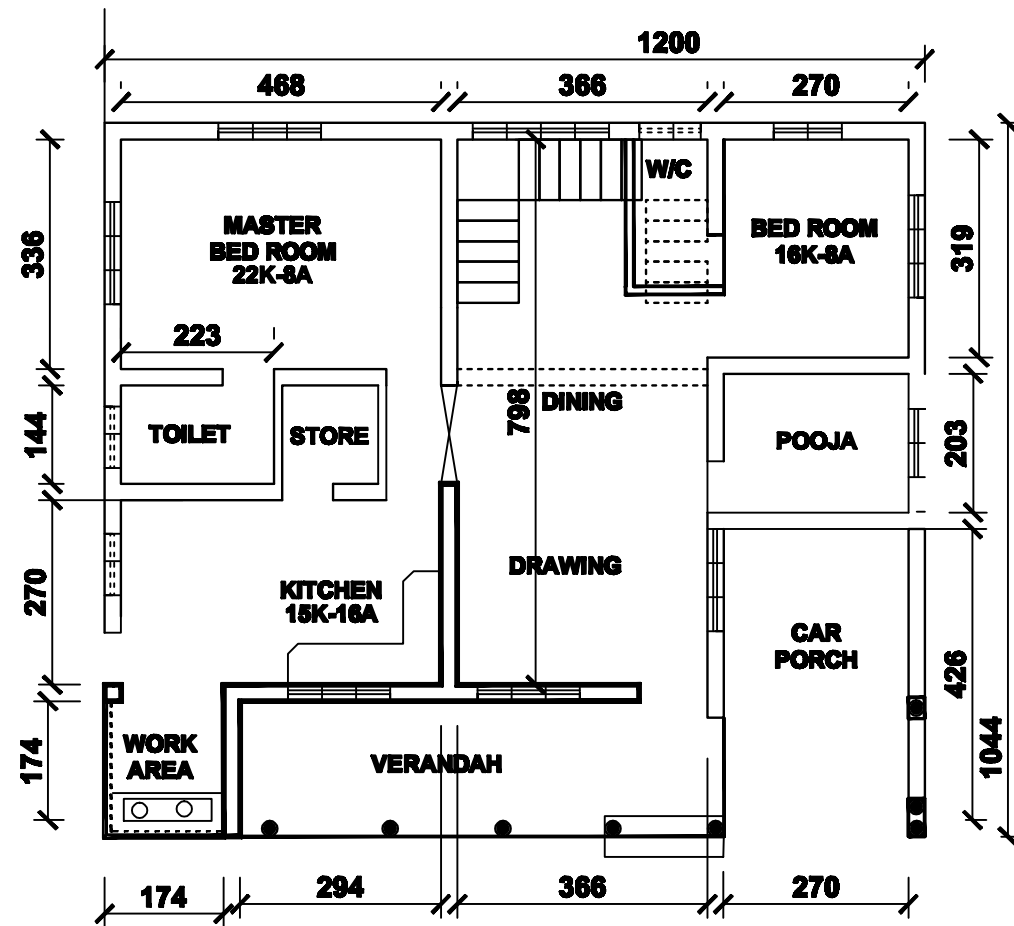 1200
468
366
270
W/C
MASTER
BED ROOM
22K-8A
BED ROOM
16K-8A
336
319
223
798
DINING
TOILET
STORE
POOJA
144
203
DRAWING
KITCHEN
15K-16A
270
CAR
PORCH
426
1044
WORK
AREA
VERANDAH
174
174
294
366
270